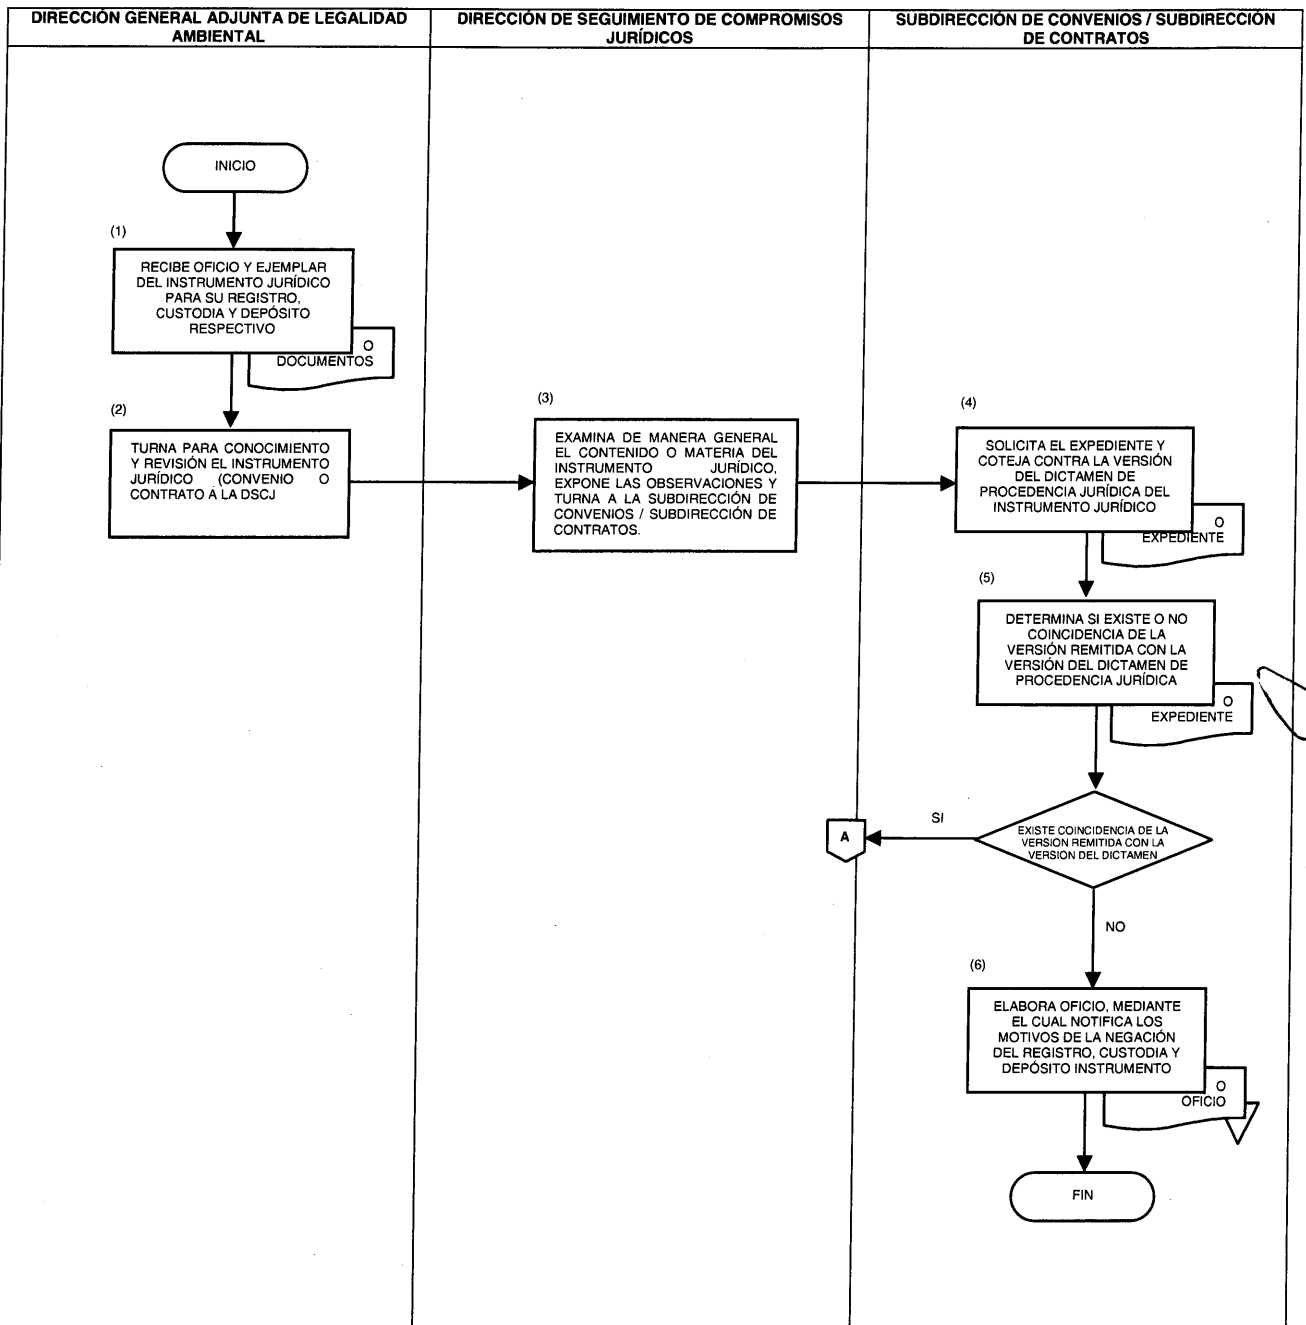 DIRECCIÓN GENERAL ADJUNTA DE LEGALIDAD
AMBIENTAL
DIRECCIÓN DE SEGUIMIENTO DE COMPROMISOS
JURÍDICOS
SUBDIRECCIÓN DE CONVENIOS / SUBDIRECCIÓN
DE CONTRATOS
INICIO
(1)
RECIBE OFICIO Y EJEMPLAR
DEL INSTRUMENTO JURÍDICO
PARA SU REGISTRO,
CUSTODIA Y DEPÓSITO
RESPECTIVO
O
DOCUMENTOS
(2)
TURNA PARA CONOCIMIENTO
Y REVISIÓN EL INSTRUMENTO
JURÍDICO (CONVENIO O
CONTRATO A LA DSCJ
(3)
EXAMINA DE MANERA GENERAL
EL CONTENIDO O MATERIA DEL
INSTRUMENTO JURÍDICO,
EXPONE LAS OBSERVACIONES Y
TURNA A LA SUBDIRECCIÓN DE
CONVENIOS / SUBDIRECCIÓN DE
CONTRATOS.
(4)
SOLICITA EL EXPEDIENTE Y
COTEJA CONTRA LA VERSIÓN
DEL DICTAMEN DE
PROCEDENCIA JURÍDICA DEL
INSTRUMENTO JURÍDICO
O
EXPEDIENTE
(5)
DETERMINA SI EXISTE O NO
COINCIDENCIA DE LA
VERSIÓN REMITIDA CON LA
VERSIÓN DEL DICTAMEN DE
PROCEDENCIA JURÍDICA
O
EXPEDIENTE
EXISTE COINCIDENCIA DE LA
VERSION REMITIDA CON LA
VERSION DEL DICTAMEN
SI
A
NO
(6)
ELABORA OFICIO, MEDIANTE
EL CUAL NOTIFICA LOS
MOTIVOS DE LA NEGACIÓN
DEL REGISTRO, CUSTODIA Y
DEPÓSITO INSTRUMENTO
O
OFICIO
FIN